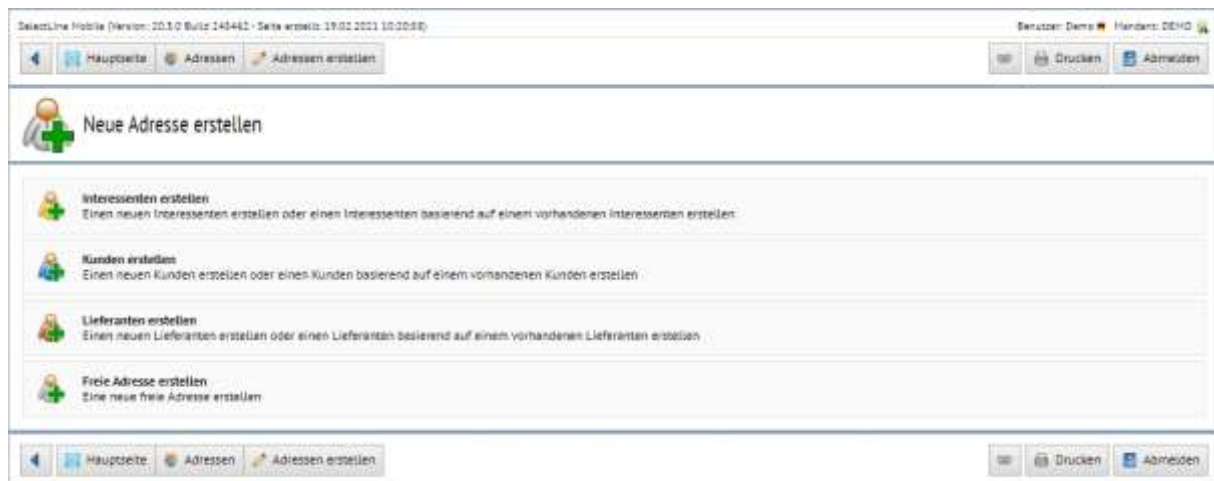 SelectLine Mobile (Version: 20.3.0 Build: 248462 - Seite erstellt: 19.02.2021 10:20:58)
Benutzer: Demo Mandant: DEMO
Hauptseite Adressen Adressen erstellen Drucken Abmelden
Neue Adresse erstellen
Interessenten erstellen
Einen neuen Interessenten erstellen oder einen Interessenten basierend auf einem vorhandenen Interessenten erstellen
Kunden erstellen
Einen neuen Kunden erstellen oder einen Kunden basierend auf einem vorhandenen Kunden erstellen
Lieferanten erstellen
Einen neuen Lieferanten erstellen oder einen Lieferanten basierend auf einem vorhandenen Lieferanten erstellen
Freie Adresse erstellen
Eine neue freie Adresse erstellen
Hauptseite Adressen Adressen erstellen Drucken Abmelden